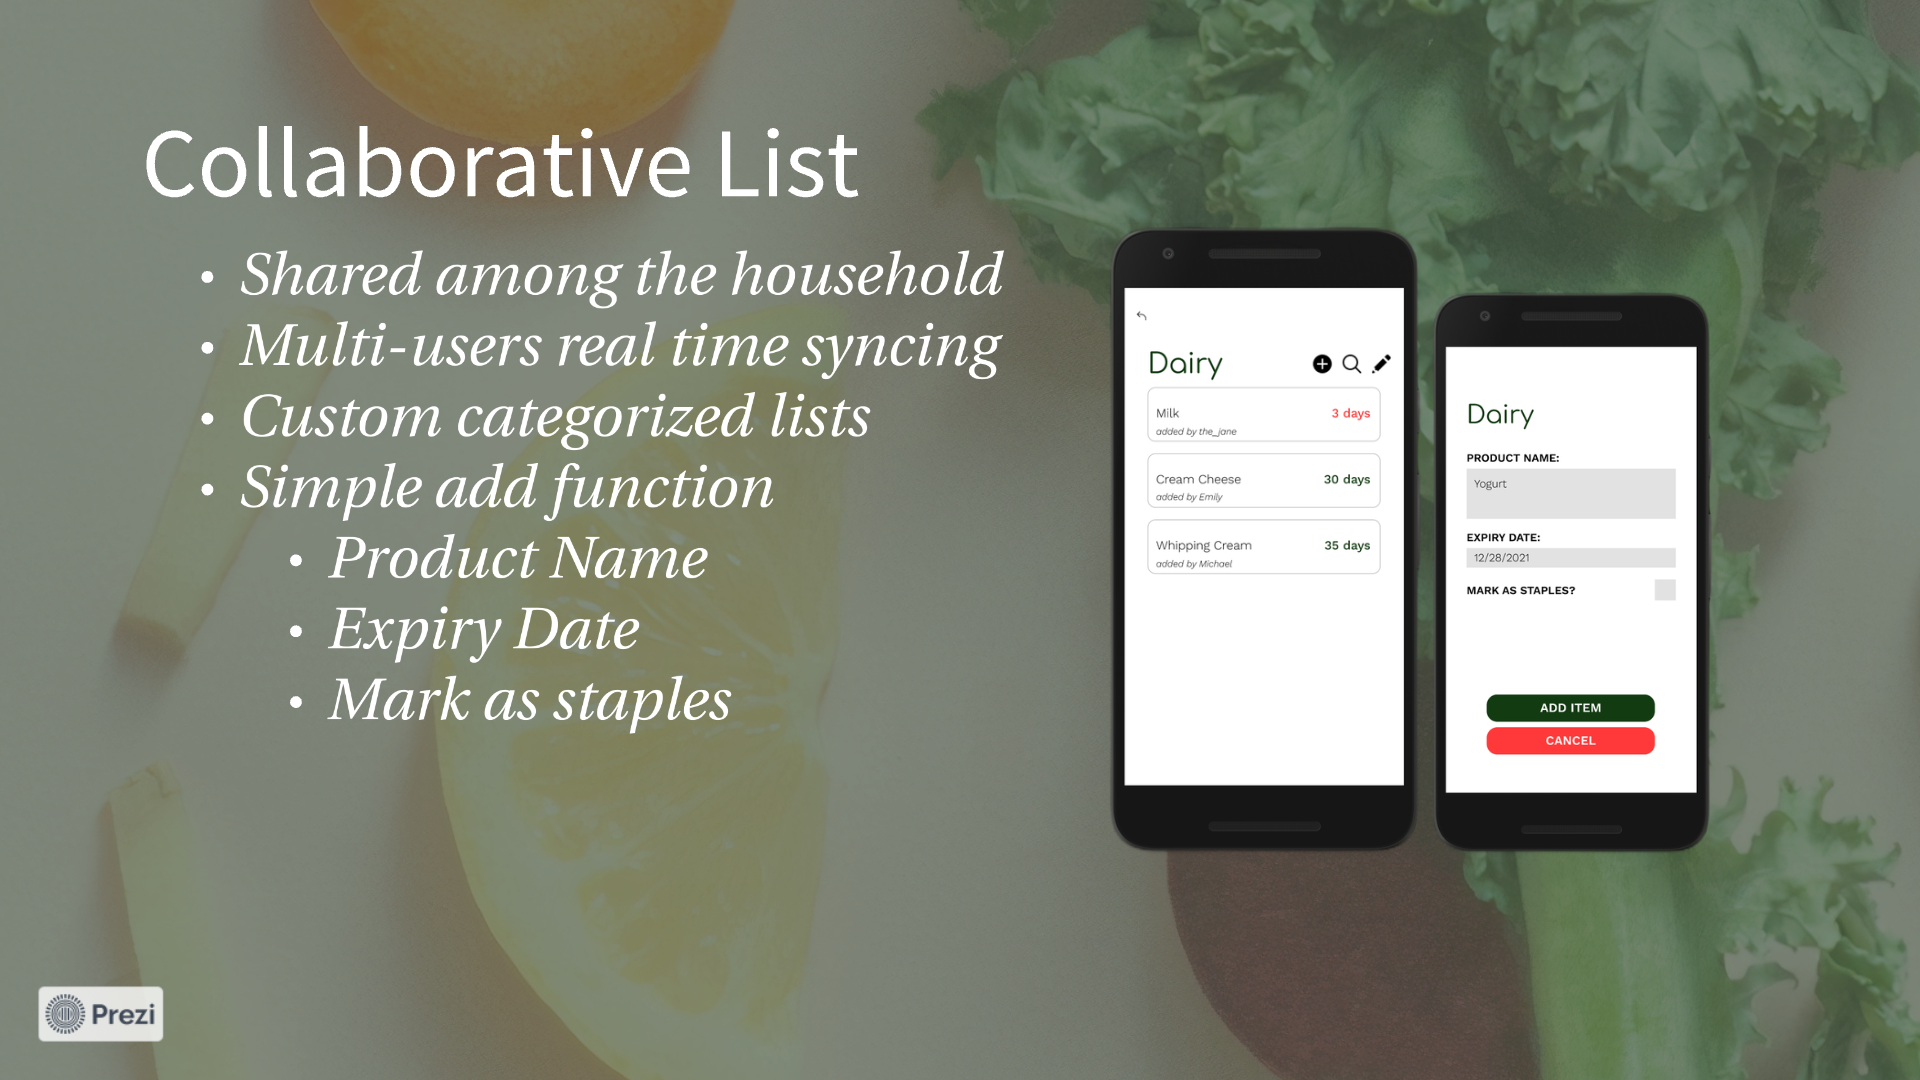 Collaborative List
• Shared among the household
• Multi-users real time syncing
• Custom categorized lists
• Simple add function
• Product Name
• Expiry Date
• Mark as staples
Dairy
Milk
3 days
added by the_jane
Cream Cheese
30 days
added by Emily
Whipping Cream
35 days
added by Michael
Dairy
PRODUCT NAME:
Yogurt
EXPIRY DATE:
12/28/2021
MARK AS STAPLES?
ADD ITEM
CANCEL
Prezi